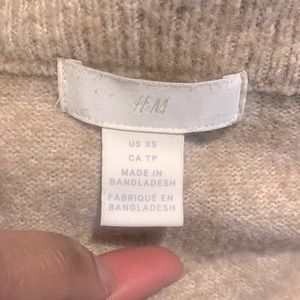 H&M
US XS
CA TP
MADE IN
BANGLADESH
FABRIQUÉ EN
BANGLADESH